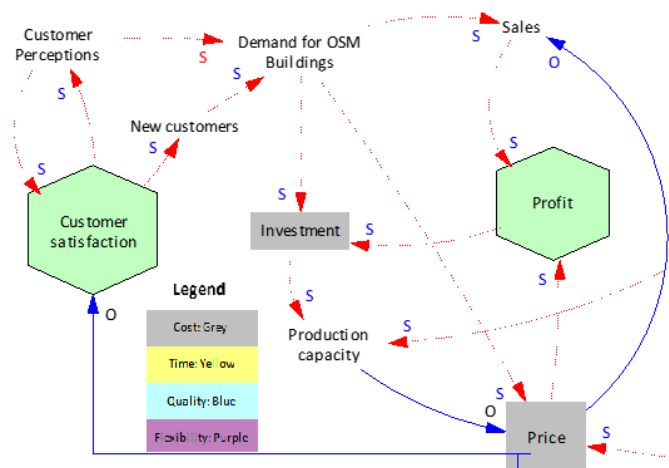 Customer
Perceptions
S
Demand for OSM
Buildings
S
Sales
O
S
S
New customers
S
S
S
S
Customer
satisfaction
Investment
S
S
Profit
O
Legend
Cost: Grey
Time: Yellow
Quality: Blue
Flexibility: Purple
S
Production
capacity
S
S
S
O
Price
S